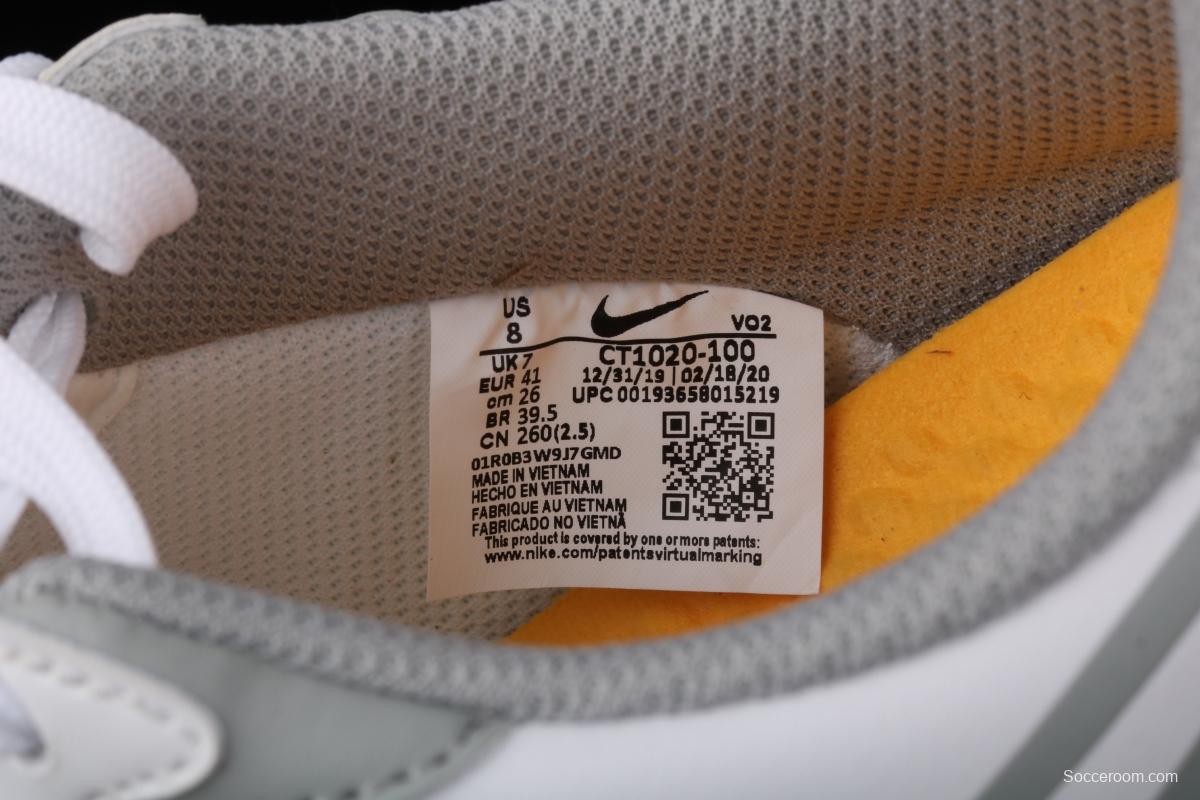 US
8
VO2
UK 7
EUR 41
cm 26
BR 39.5
CN 260(2.5)
CT1020-100
12/31/19 | 02/18/20
UPC 00193658015219
01R0B3W9J7GMD
MADE IN VIETNAM
HECHO EN VIETNAM
FABRIQUE AU VIETNAM
FABRICADO NO VIETNÃ
This product is covered by one or more patents:
www.nike.com/patentsvirtualmarking
Socceroom.com